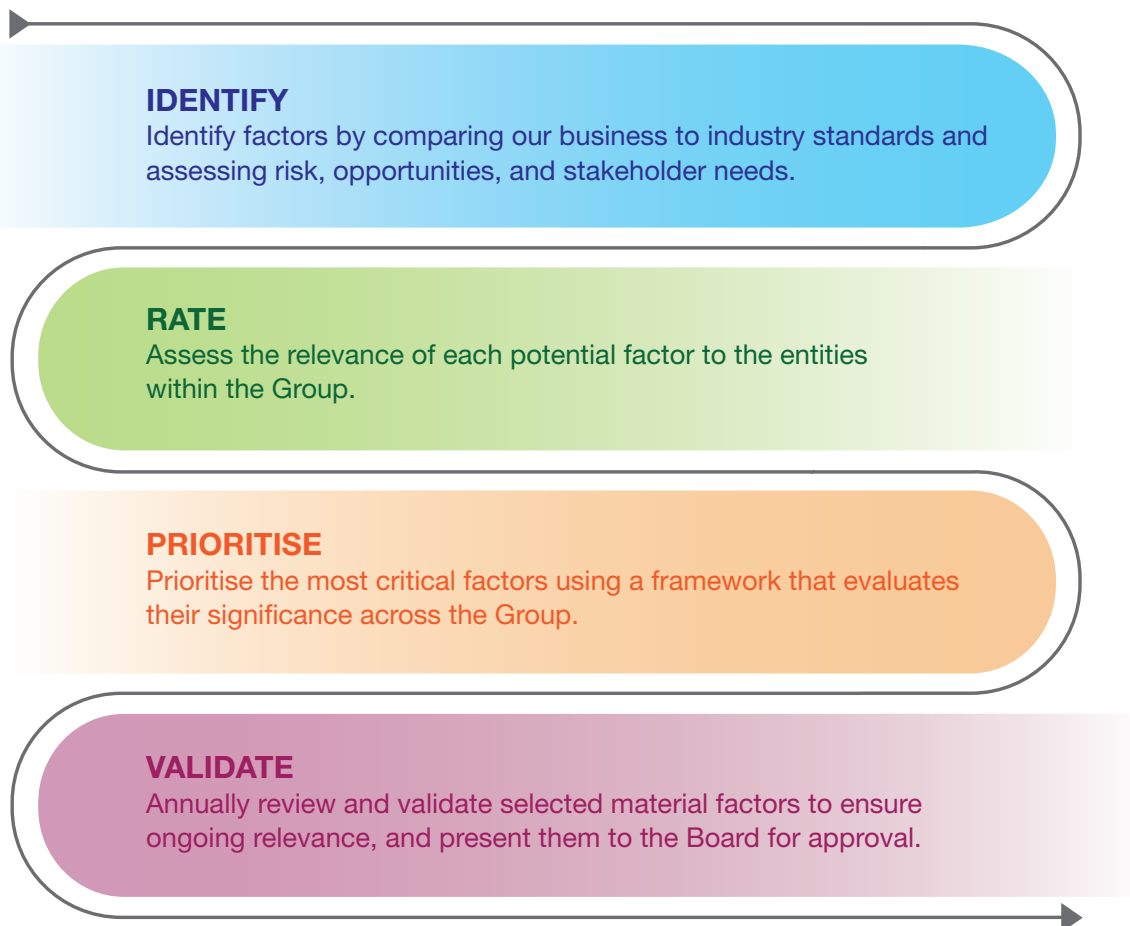 IDENTIFY
Identify factors by comparing our business to industry standards and
assessing risk, opportunities, and stakeholder needs.
RATE
Assess the relevance of each potential factor to the entities
within the Group.
PRIORITISE
Prioritise the most critical factors using a framework that evaluates
their significance across the Group.
VALIDATE
Annually review and validate selected material factors to ensure
ongoing relevance, and present them to the Board for approval.